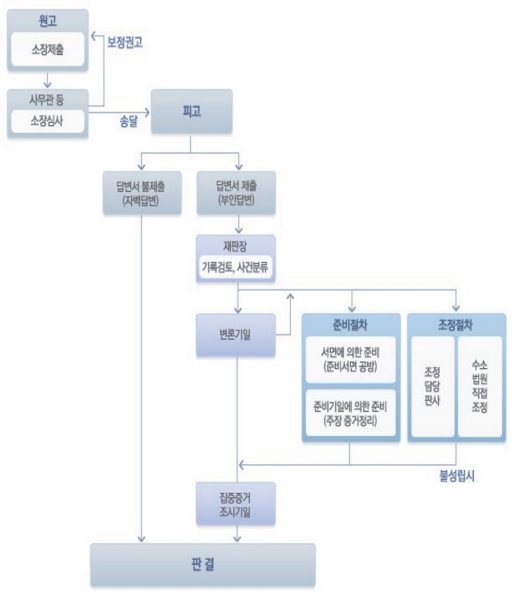 원고
소장제출
보정권고
사무관 등
소장심사
송달
피고
답변서 불제출
(자백답변)
답변서 제출
(부인답변)
재판장
기록검토, 사건분류
변론기일
준비절차
서면에 의한 준비
(준비서면 공방)
준비기일에 의한 준비
(주장 증거정리)
조정절차
조정
담당
판사
수소
법원
직접
조정
불성립시
집중증거
조사기일
판 결